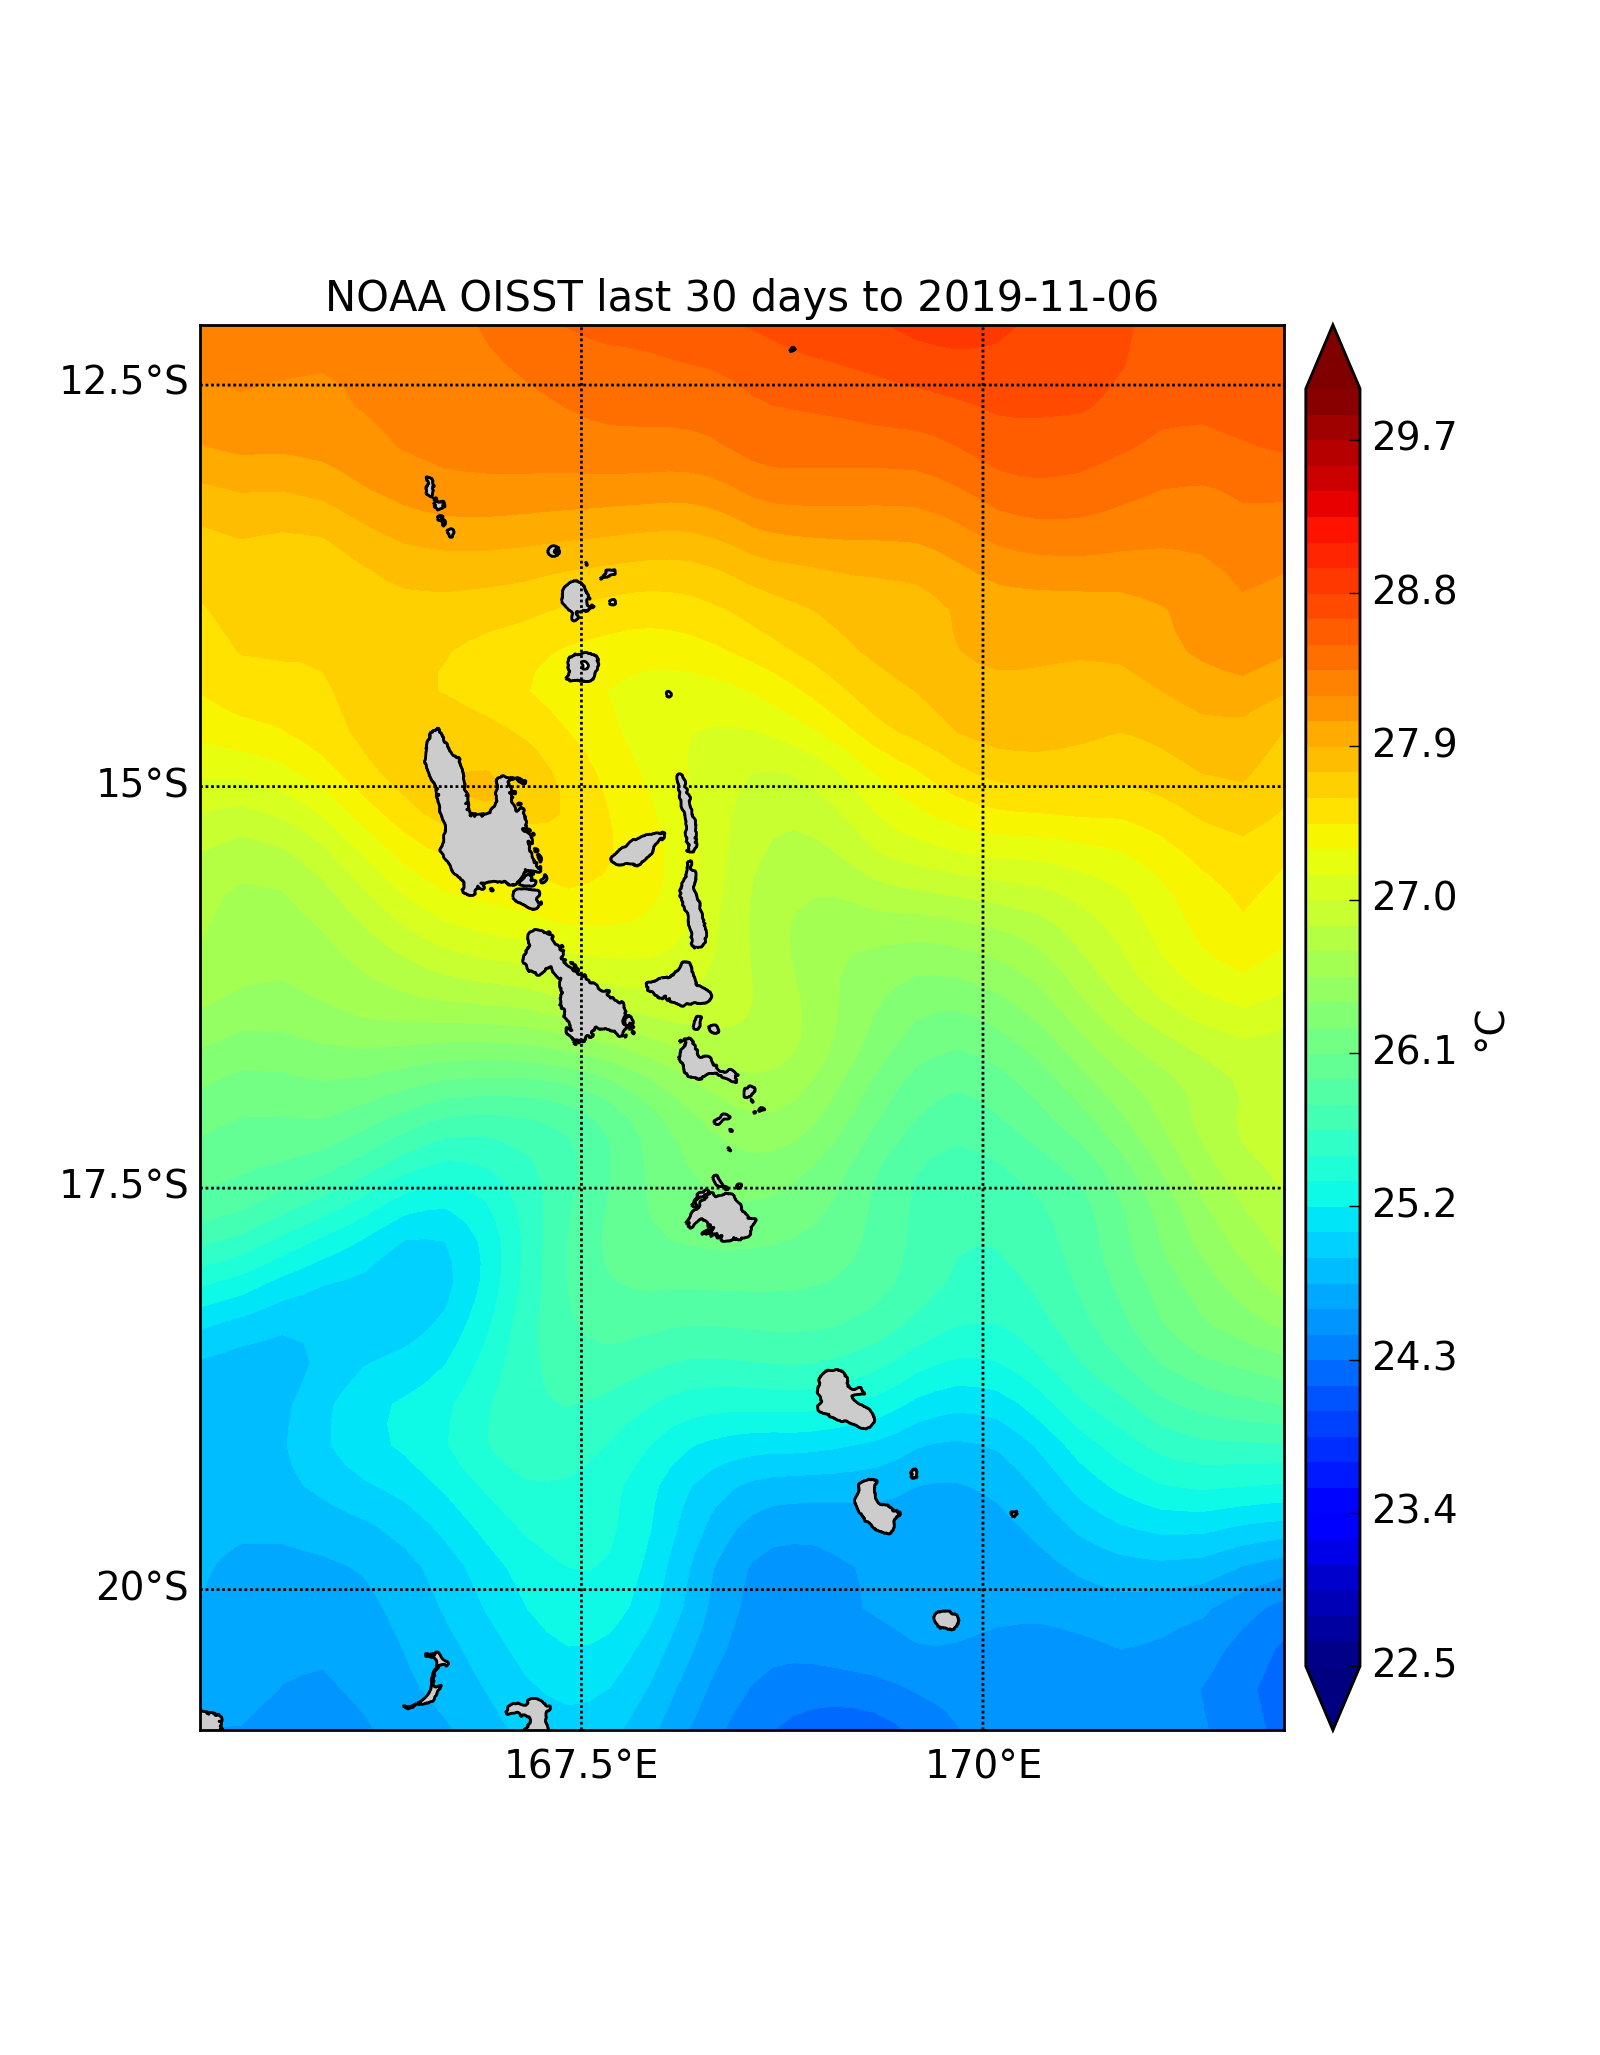 NOAA OISST last 30 days to 2019-11-06
12.5°S
15°S
17.5°S
20°S
167.5°E
170°E
29.7
28.8
27.9
27.0
26.1
25.2
24.3
23.4
22.5
°C